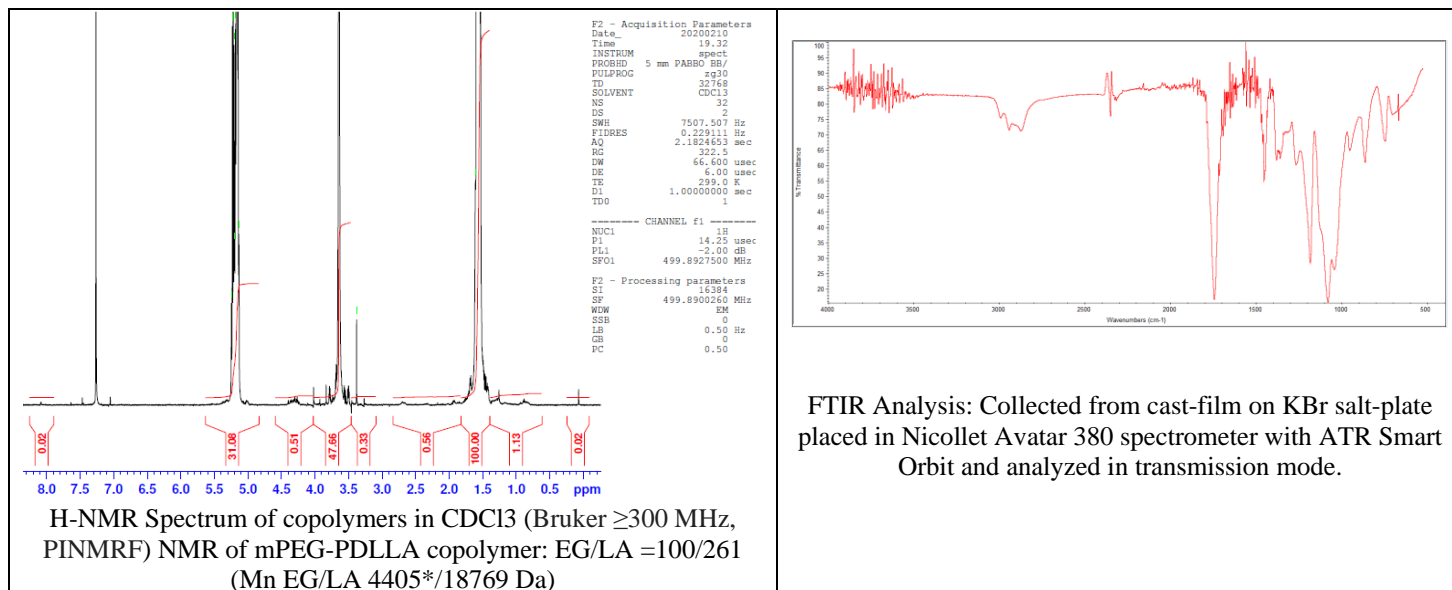 F2 - Acquisition Parameters
Date_ 20200210
Time 19.32
INSTRUM spect
PROBHD 5 mm PABBO BB/
PULPROG zg30
TD 32768
SOLVENT CDCl3
NS 32
DS 2
SWH 7507.507 Hz
FIDRES 0.229111 Hz
AQ 2.1824653 sec
RG 322.5
DW 66.600 usec
DE 6.00 usec
TE 299.0 K
D1 1.00000000 sec
TD0 1
======== CHANNEL f1 ========
NUC1 1H
P1 14.25 usec
PL1 -2.00 dB
SFO1 499.8927500 MHz
F2 - Processing parameters
SI 16384
SF 499.8900260 MHz
WDW EM
SSB 0
LB 0.50 Hz
GB 0
PC 0.50
0.02 31.08 0.51 47.66 0.33 0.56 100.00 1.13 0.02
8.0 7.5 7.0 6.5 6.0 5.5 5.0 4.5 4.0 3.5 3.0 2.5 2.0 1.5 1.0 0.5 ppm
H-NMR Spectrum of copolymers in CDCl3 (Bruker ≥300 MHz,
PINMRF) NMR of mPEG-PDLLA copolymer: EG/LA =100/261
(Mn EG/LA 4405*/18769 Da)
% Transmittance
100
95
90
85
80
75
70
65
60
55
50
45
40
35
30
25
20
4000 3500 3000 2500 2000 1500 1000 500
Wavenumbers (cm-1)
FTIR Analysis: Collected from cast-film on KBr salt-plate
placed in Nicollet Avatar 380 spectrometer with ATR Smart
Orbit and analyzed in transmission mode.